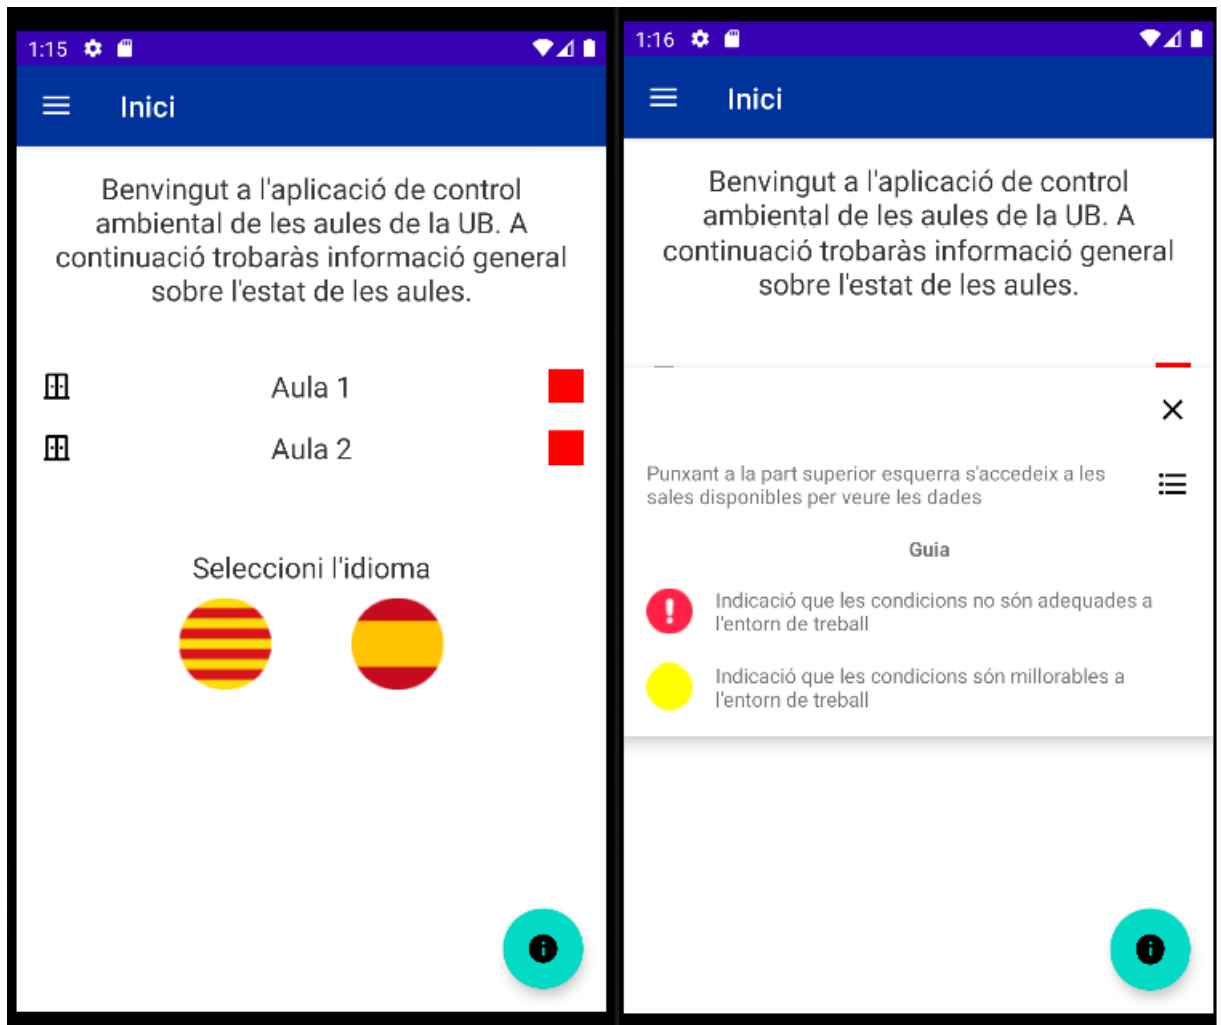 1:15
Inici
Benvingut a l'aplicació de control
ambiental de les aules de la UB. A
continuació trobaràs informació general
sobre l'estat de les aules.
Aula 1
Aula 2
Seleccioni l'idioma
1:16
Inici
Benvingut a l'aplicació de control
ambiental de les aules de la UB. A
continuació trobaràs informació general
sobre l'estat de les aules.
Punxant a la part superior esquerra s'accedeix a les
sales disponibles per veure les dades
Guia
Indicació que les condicions no són adequades a
l'entorn de treball
Indicació que les condicions són millorables a
l'entorn de treball